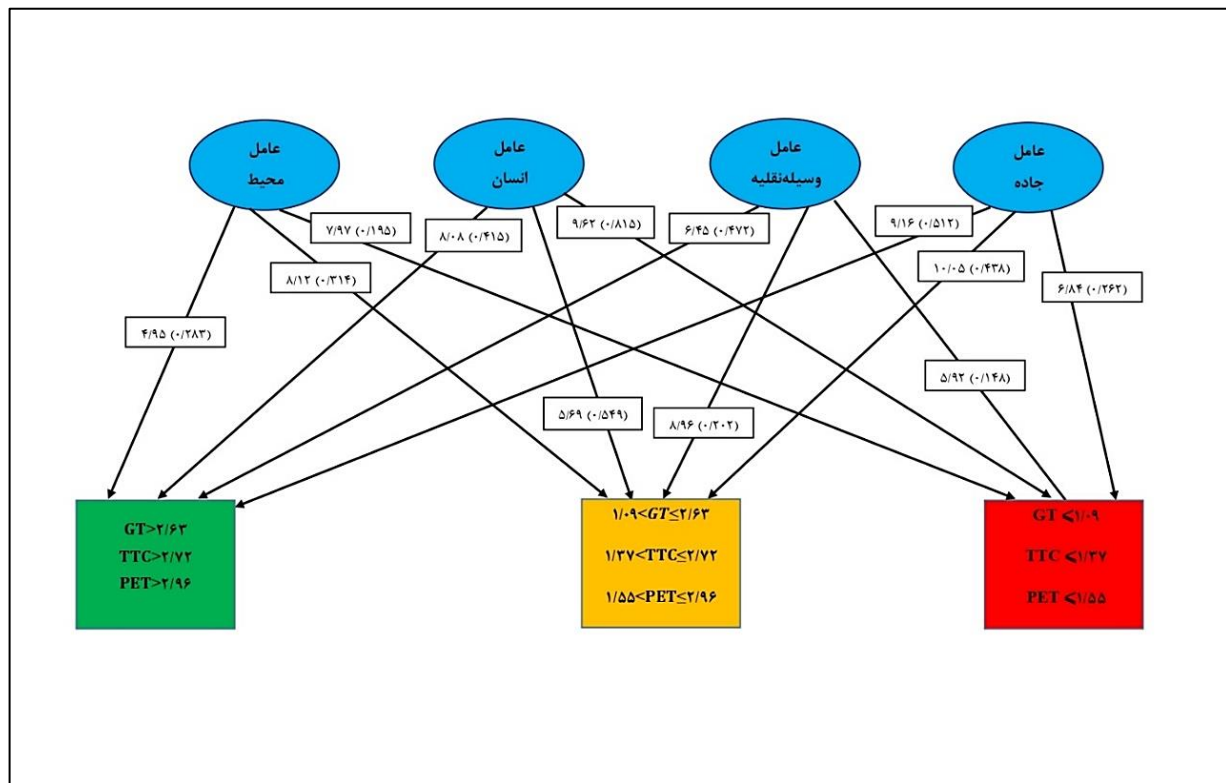 عامل
جاده
عامل
وسیله‌نقلیه
عامل
انسان
عامل
محیط
۹/۱۶ (۰/۵۱۲)
۶/۴۵ (۰/۴۷۲)
۹/۶۲ (۰/۸۱۵)
۸/۰۸ (۰/۴۱۵)
۷/۹۷ (۰/۱۹۵)
۱۰/۰۵ (۰/۴۳۸)
۶/۸۴ (۰/۲۶۲)
۸/۱۲ (۰/۳۱۴)
۴/۹۵ (۰/۲۸۳)
۵/۹۲ (۰/۱۴۸)
۸/۹۶ (۰/۲۰۲)
۵/۶۹ (۰/۵۴۹)
GT ⩽۱/۰۹
TTC ⩽۱/۳۷
PET ⩽۱/۵۵
۱/۰۹<GT≤۲/۶۳
۱/۳۷<TTC≤۲/۷۲
۱/۵۵<PET≤۲/۹۶
GT>۲/۶۳
TTC>۲/۷۲
PET>۲/۹۶